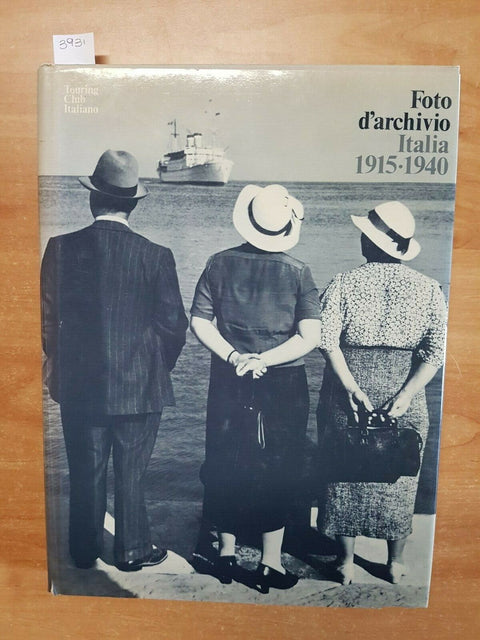 3931
Touring
Club
Italiano
Foto
d'archivio
Italia
1915·1940